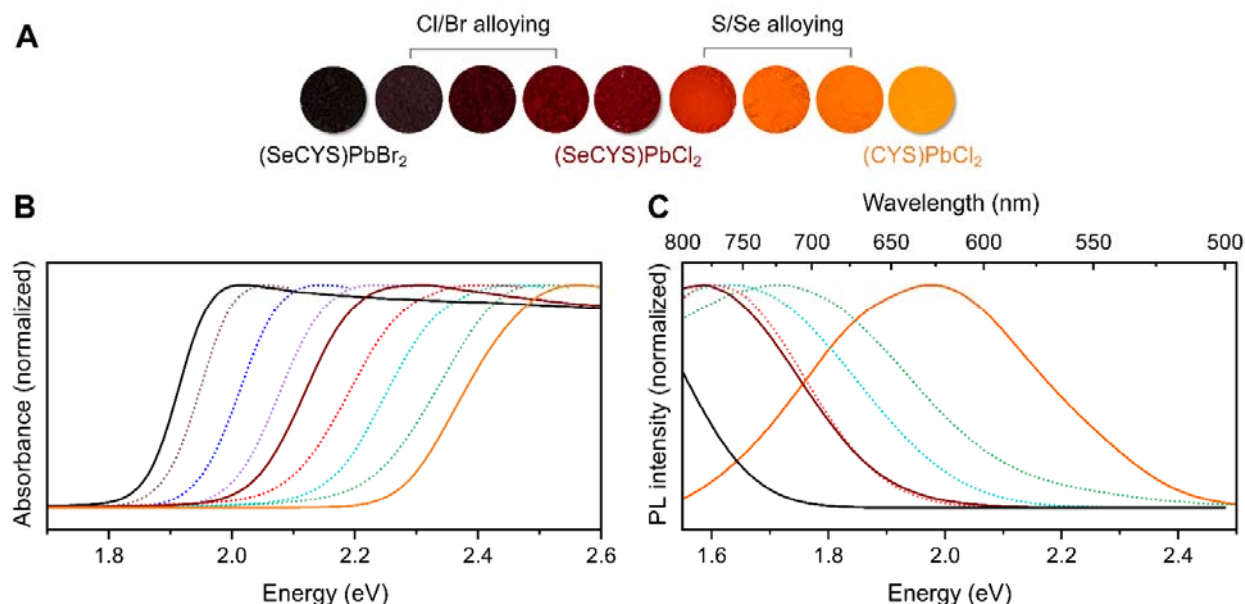 A
Cl/Br alloying
S/Se alloying
(SeCYS)PbBr₂
(SeCYS)PbCl₂
(CYS)PbCl₂
B
Absorbance (normalized)
1.8
2.0
2.2
2.4
2.6
Energy (eV)
C
Wavelength (nm)
800
750
700
650
600
550
500
PL intensity (normalized)
1.6
1.8
2.0
2.2
2.4
Energy (eV)